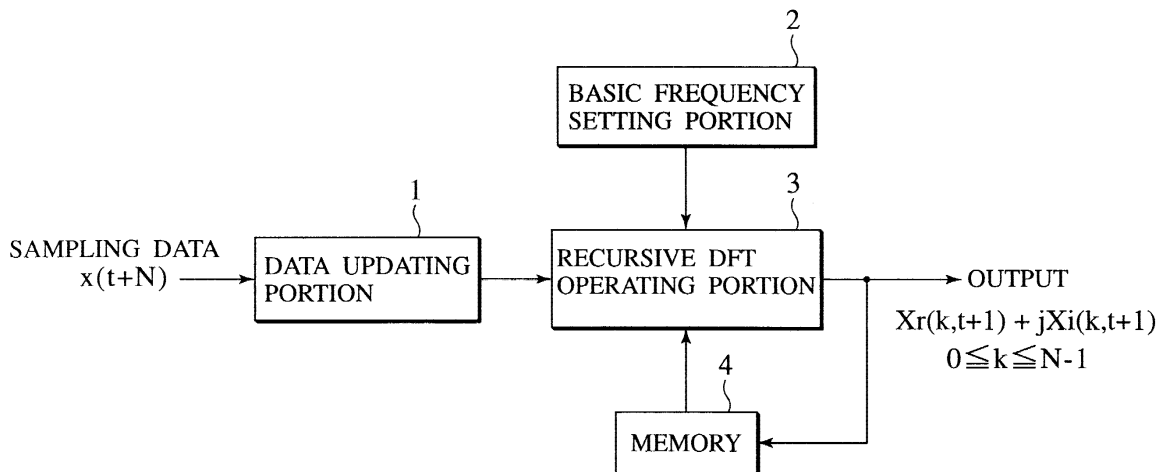 2
BASIC FREQUENCY
SETTING PORTION
1
3
SAMPLING DATA
x(t+N)
DATA UPDATING
PORTION
RECURSIVE DFT
OPERATING PORTION
OUTPUT
Xr(k,t+1) + jXi(k,t+1)
0≦k≦N-1
4
MEMORY